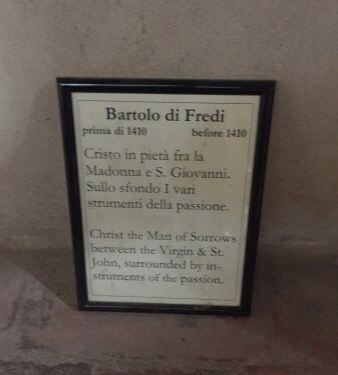 Bartolo di Fredi
prima di 1410 before 1410
Cristo in pietà fra la
Madonna e S. Giovanni.
Sullo sfondo I vari
strumenti della passione.
Christ the Man of Sorrows
between the Virgin & St.
John, surrounded by in-
struments of the passion.